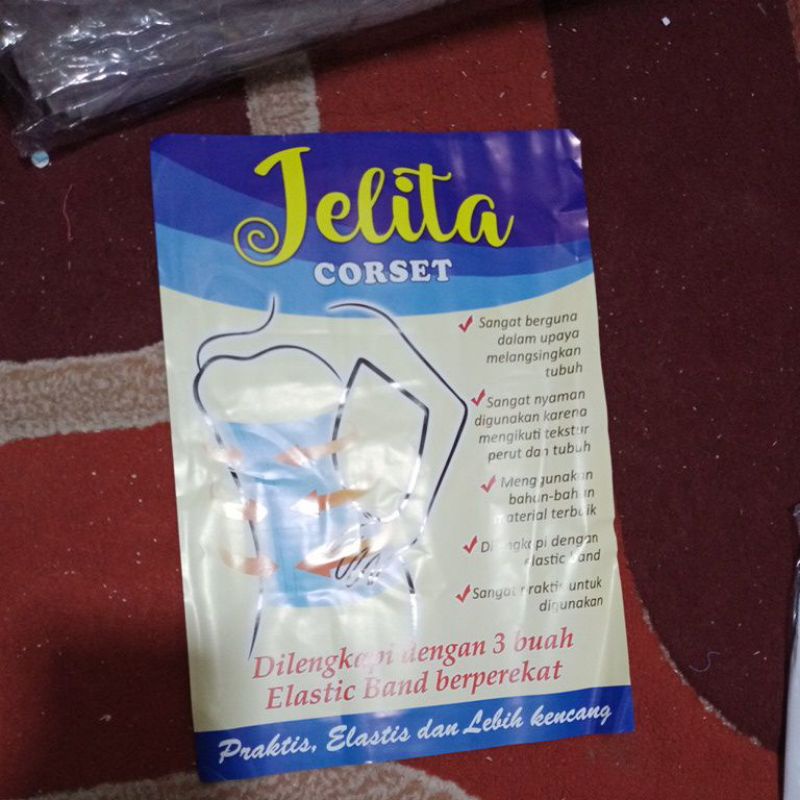 Jelita
CORSET
Sangat berguna
dalam upaya
melangsingkan
tubuh
Sangat nyaman
digunakan karena
mengikuti tekstur
perut dan tubuh
Menggunakan
bahan-bahan
material terbaik
Dilengkapi dengan
elastic band
Sangat praktis untuk
digunakan
Dilengkapi dengan 3 buah
Elastic Band berperekat
Praktis, Elastis dan Lebih kencang